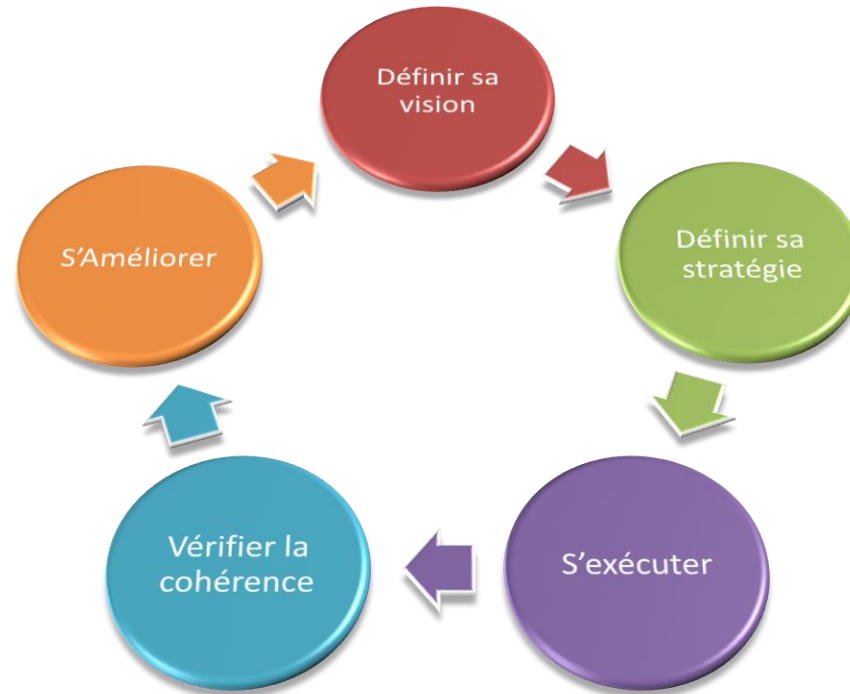 Définir sa
vision
Définir sa
stratégie
S'exécuter
Vérifier la
cohérence
S'Améliorer